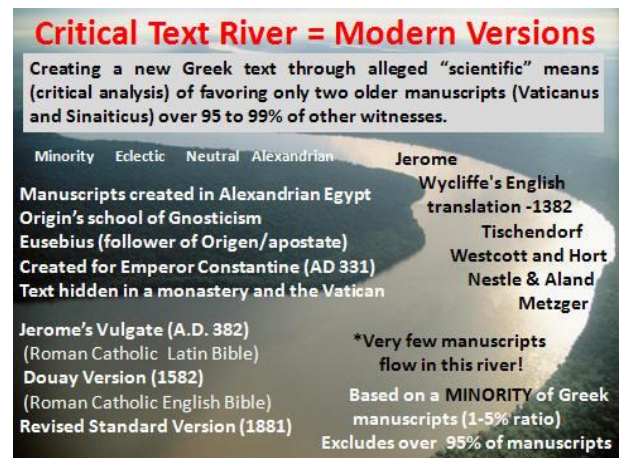 Critical Text River = Modern Versions
Creating a new Greek text through alleged “scientific” means
(critical analysis) of favoring only two older manuscripts (Vaticanus
and Sinaiticus) over 95 to 99% of other witnesses.
Minority Eclectic Neutral Alexandrian
Manuscripts created in Alexandrian Egypt
Origin’s school of Gnosticism
Eusebius (follower of Origen/apostate)
Created for Emperor Constantine (AD 331)
Text hidden in a monastery and the Vatican
Jerome’s Vulgate (A.D. 382)
(Roman Catholic Latin Bible)
Douay Version (1582)
(Roman Catholic English Bible)
Revised Standard Version (1881)
Jerome
Wycliffe's English
translation -1382
Tischendorf
Westcott and Hort
Nestle & Aland
Metzger
*Very few manuscripts
flow in this river!
Based on a MINORITY of Greek
manuscripts (1-5% ratio)
Excludes over 95% of manuscripts